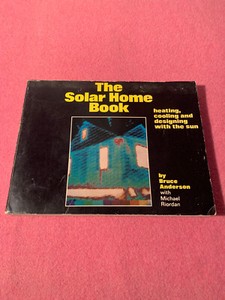 The
Solar Home
Book
heating,
cooling and
designing
with the sun
by
Bruce
Anderson
with
Michael
Riordan